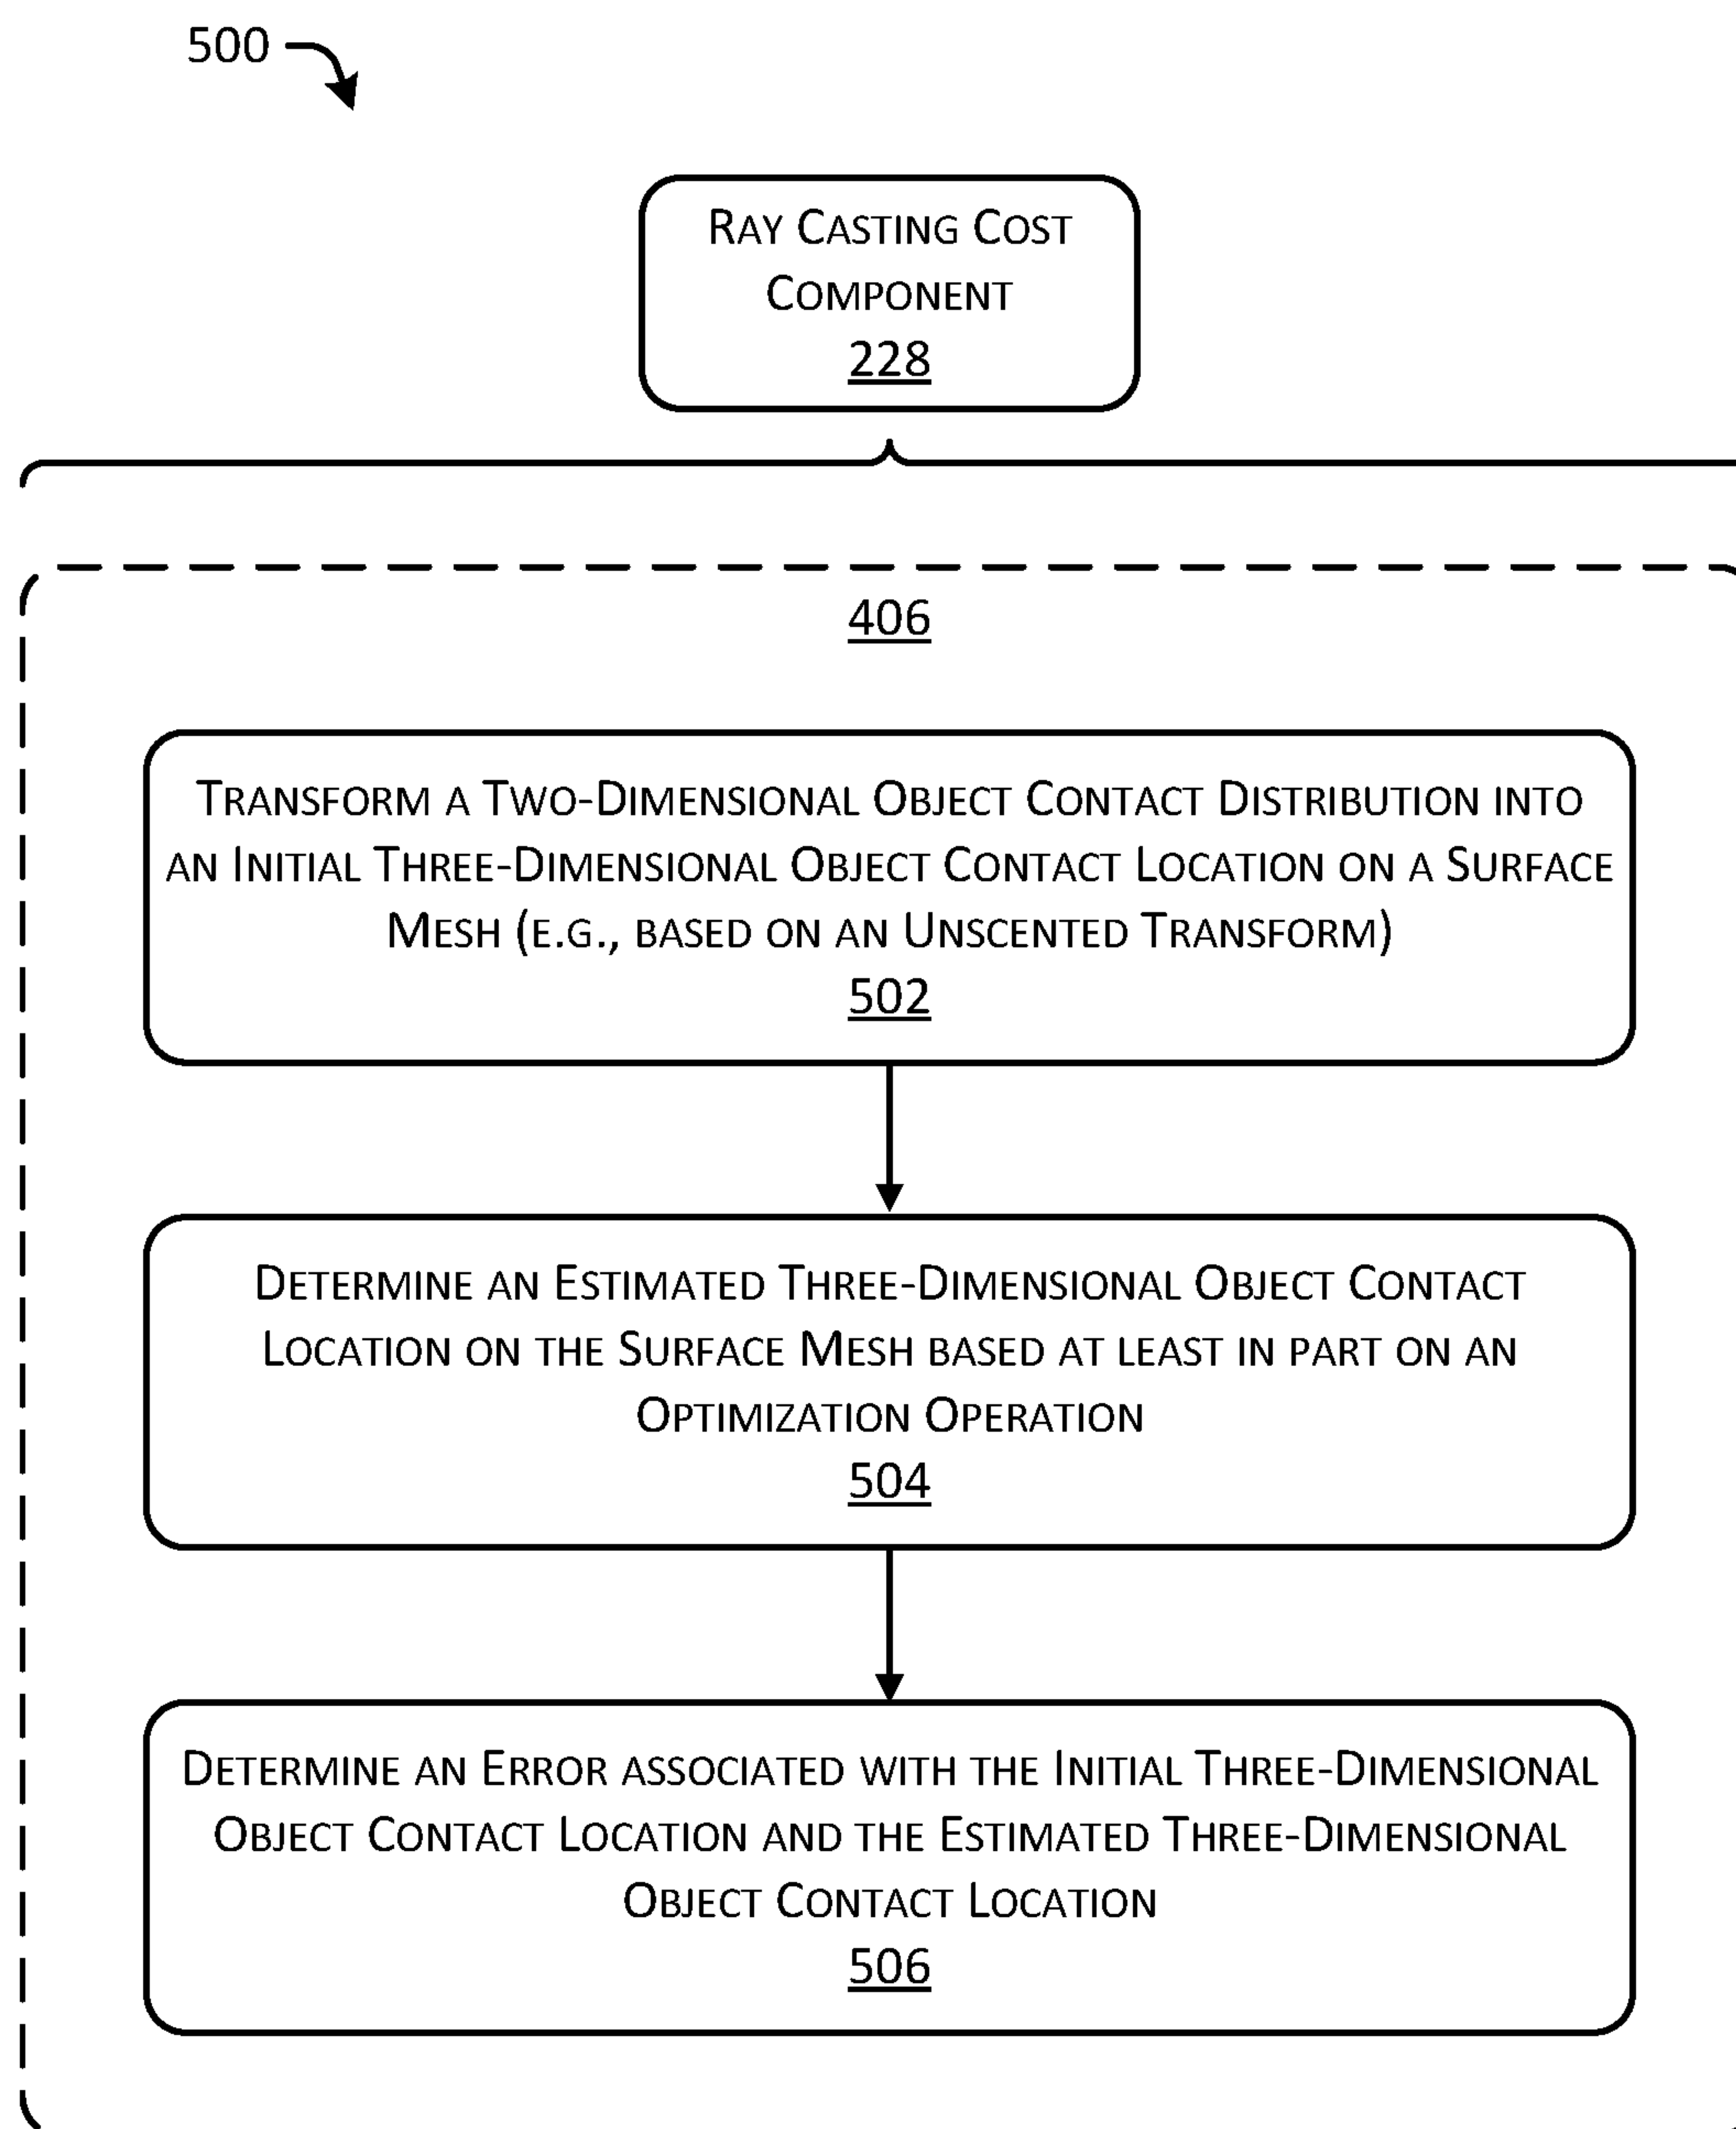 500
RAY CASTING COST
COMPONENT
228
406
TRANSFORM A TWO-DIMENSIONAL OBJECT CONTACT DISTRIBUTION INTO
AN INITIAL THREE-DIMENSIONAL OBJECT CONTACT LOCATION ON A SURFACE
MESH (E.G., BASED ON AN UNSCENTED TRANSFORM)
502
DETERMINE AN ESTIMATED THREE-DIMENSIONAL OBJECT CONTACT
LOCATION ON THE SURFACE MESH BASED AT LEAST IN PART ON AN
OPTIMIZATION OPERATION
504
DETERMINE AN ERROR ASSOCIATED WITH THE INITIAL THREE-DIMENSIONAL
OBJECT CONTACT LOCATION AND THE ESTIMATED THREE-DIMENSIONAL
OBJECT CONTACT LOCATION
506